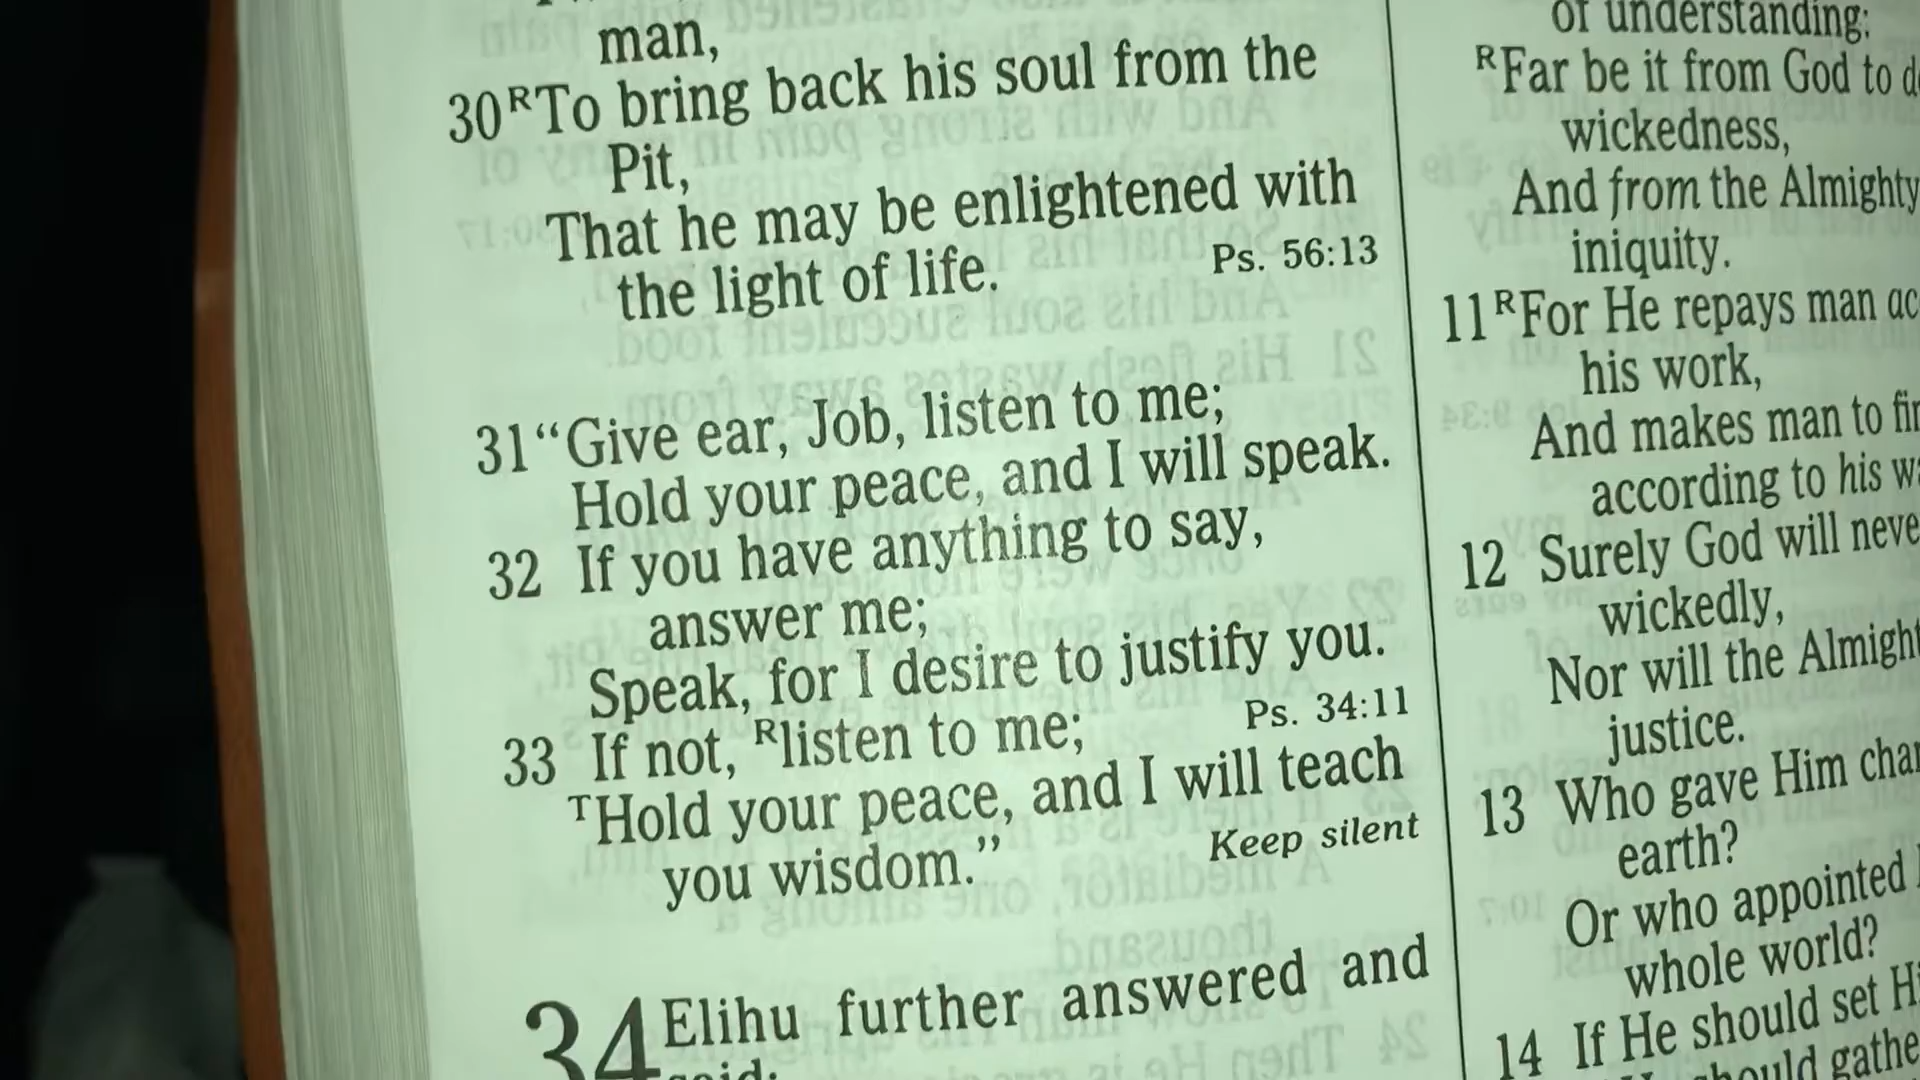 man,
30 RTo bring back his soul from the
Pit,
That he may be enlightened with
the light of life. Ps. 56:13
31 “Give ear, Job, listen to me;
Hold your peace, and I will speak.
32 If you have anything to say,
answer me;
Speak, for I desire to justify you.
33 If not, Rlisten to me; Ps. 34:11
THold your peace, and I will teach
you wisdom.” Keep silent
34 Elihu further answered and
said:
of understanding:
RFar be it from God to
wickedness,
And from the Almighty
iniquity.
11 RFor He repays man
his work,
And makes man to
according to his
12 Surely God will
wickedly,
Nor will the
justice.
13 Who gave Him
earth?
Or who appointed
whole world?
14 If He should set
should